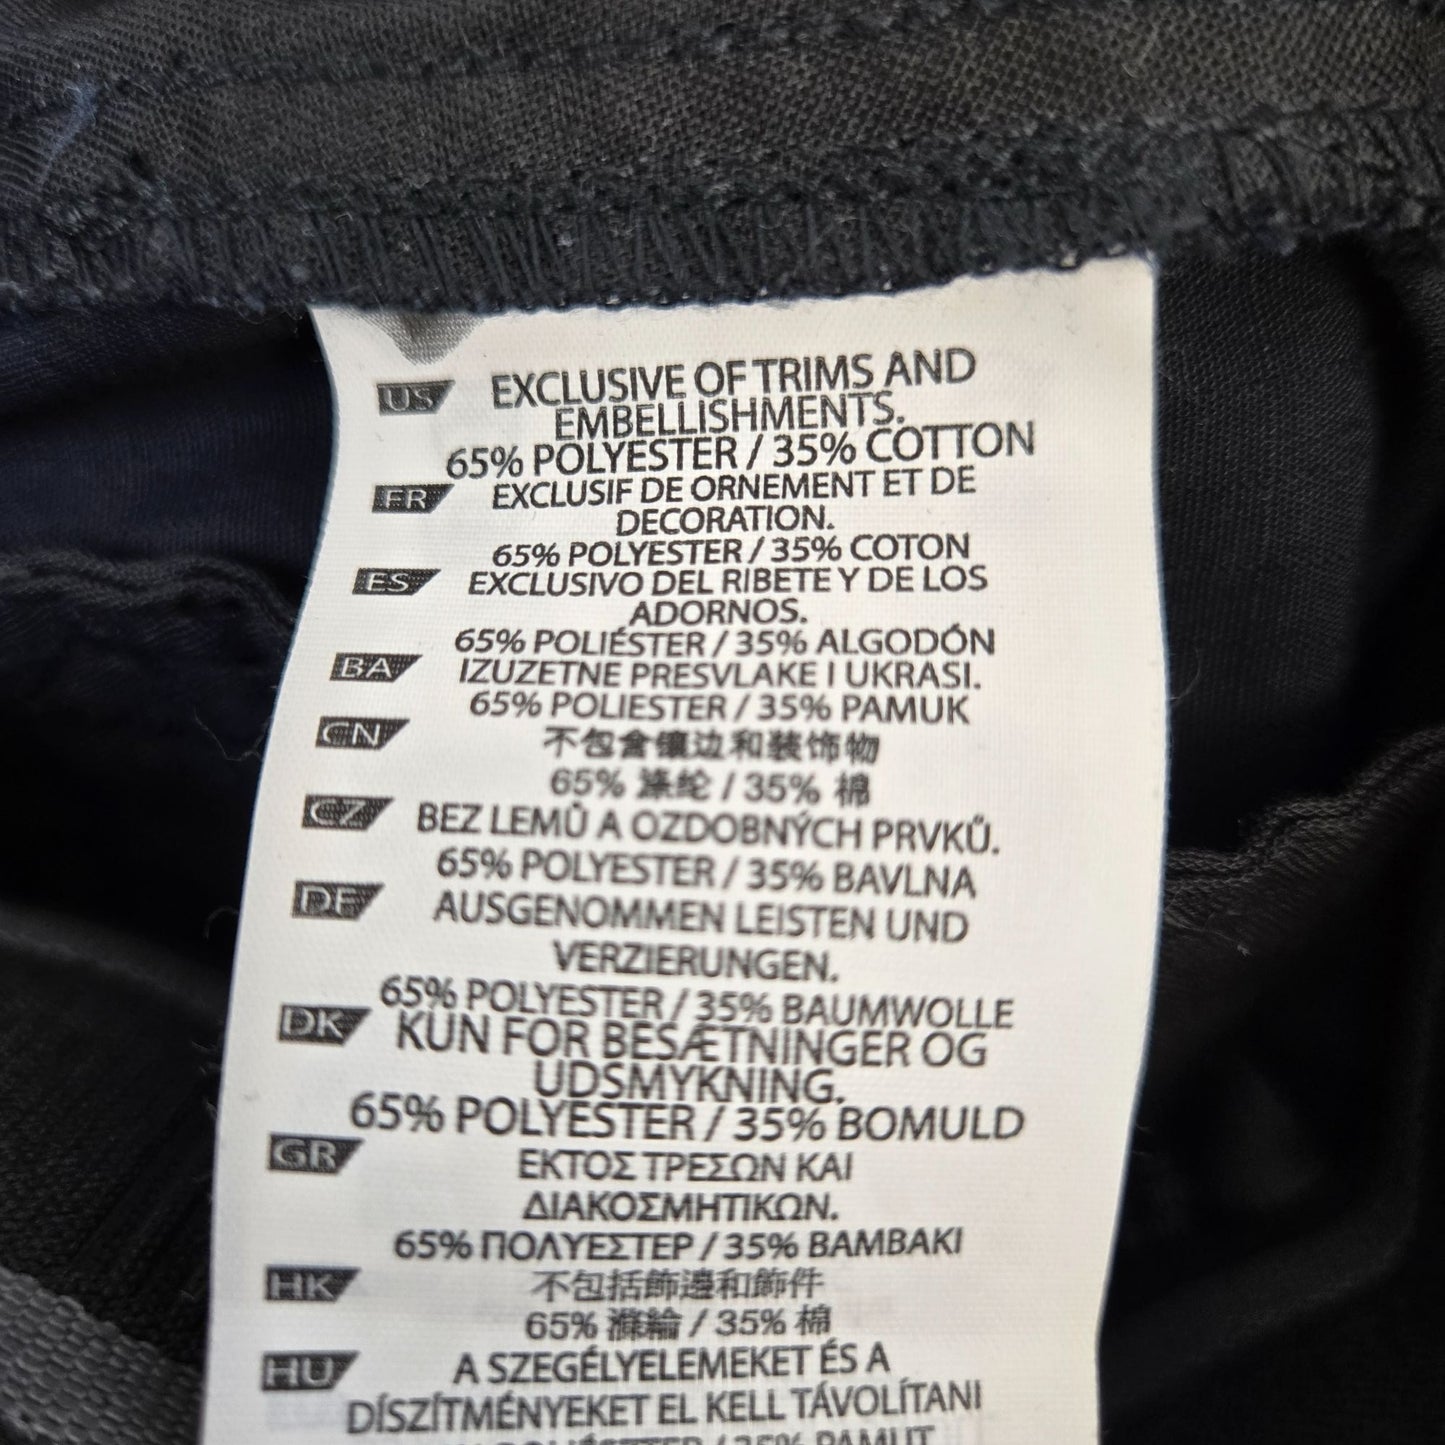 US EXCLUSIVE OF TRIMS AND
EMBELLISHMENTS.
65% POLYESTER / 35% COTTON
FR EXCLUSIF DE ORNEMENT ET DE
DECORATION.
65% POLYESTER / 35% COTON
ES EXCLUSIVO DEL RIBETE Y DE LOS
ADORNOS.
65% POLIÉSTER / 35% ALGODÓN
BA IZUZETNE PRESVLAKE I UKRASI.
65% POLIESTER / 35% PAMUK
CN 不包含镶边和装饰物
65% 涤纶 / 35% 棉
CZ BEZ LEMŮ A OZDOBNÝCH PRVKŮ.
65% POLYESTER / 35% BAVLNA
DE AUSGENOMMEN LEISTEN UND
VERZIERUNGEN.
65% POLYESTER / 35% BAUMWOLLE
DK KUN FOR BESÆTNINGER OG
UDSMYKNING.
65% POLYESTER / 35% BOMULD
GR ΕΚΤΟΣ ΤΡΕΣΩΝ ΚΑΙ
ΔΙΑΚΟΣΜΗΤΙΚΩΝ.
65% ΠΟΛΥΕΣΤΕΡ / 35% ΒΑΜΒΑΚΙ
HK 不包括飾邊和飾件
65% 滌綸 / 35% 棉
HU A SZEGÉLYELEMEKET ÉS A
DÍSZÍTMÉNYEKET EL KELL TÁVOLÍTANI
POLIÉSZTER / 35% PAMUT